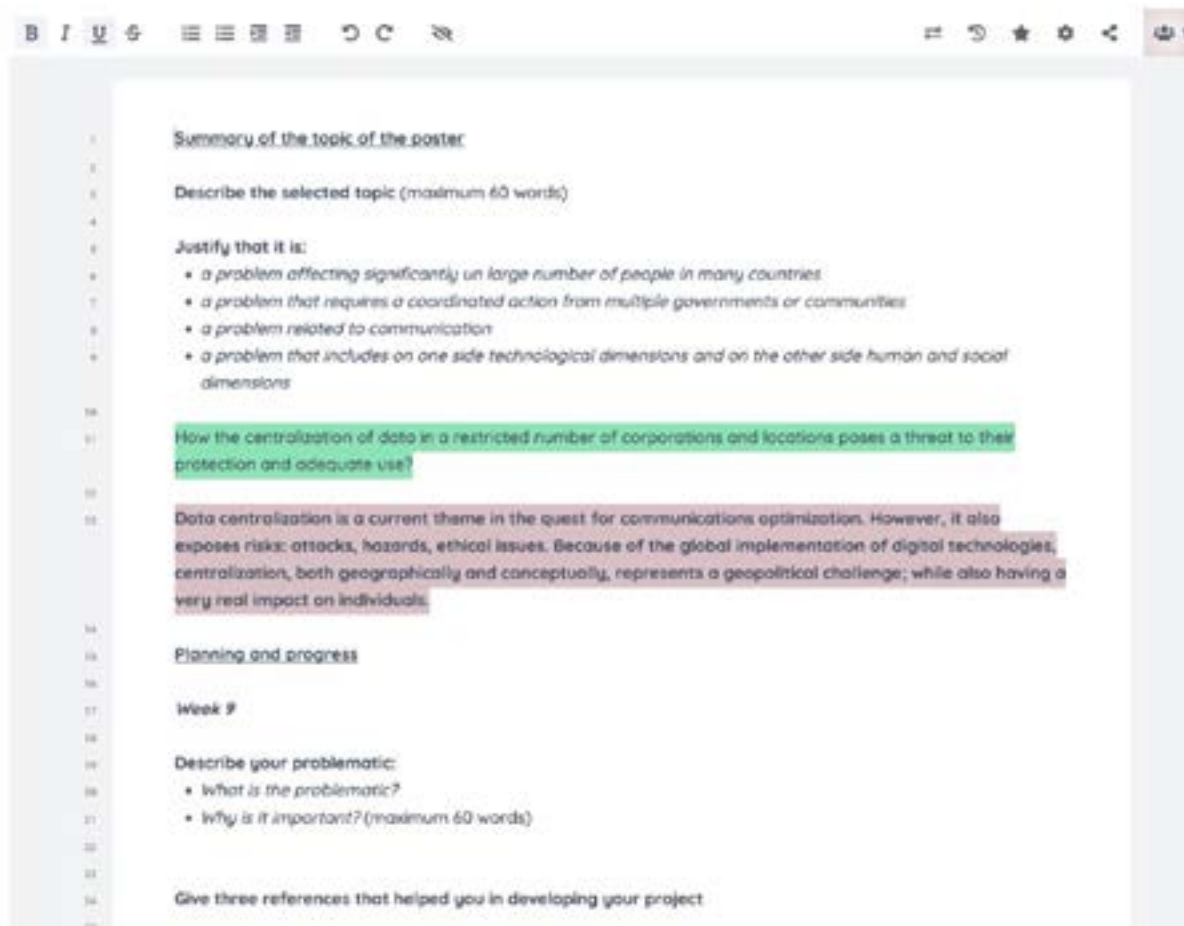 Summary of the topic of the poster
Describe the selected topic (maximum 60 words)
Justify that it is:
• a problem affecting significantly un large number of people in many countries
• a problem that requires a coordinated action from multiple governments or communities
• a problem related to communication
• a problem that includes on one side technological dimensions and on the other side human and social
dimensions
How the centralization of data in a restricted number of corporations and locations poses a threat to their
protection and adequate use?
Data centralization is a current theme in the quest for communications optimization. However, it also
exposes risks: attacks, hazards, ethical issues. Because of the global implementation of digital technologies,
centralization, both geographically and conceptually, represents a geopolitical challenge; while also having a
very real impact on individuals.
Planning and progress
Week 9
Describe your problematic:
• What is the problematic?
• Why is it important? (maximum 60 words)
Give three references that helped you in developing your project